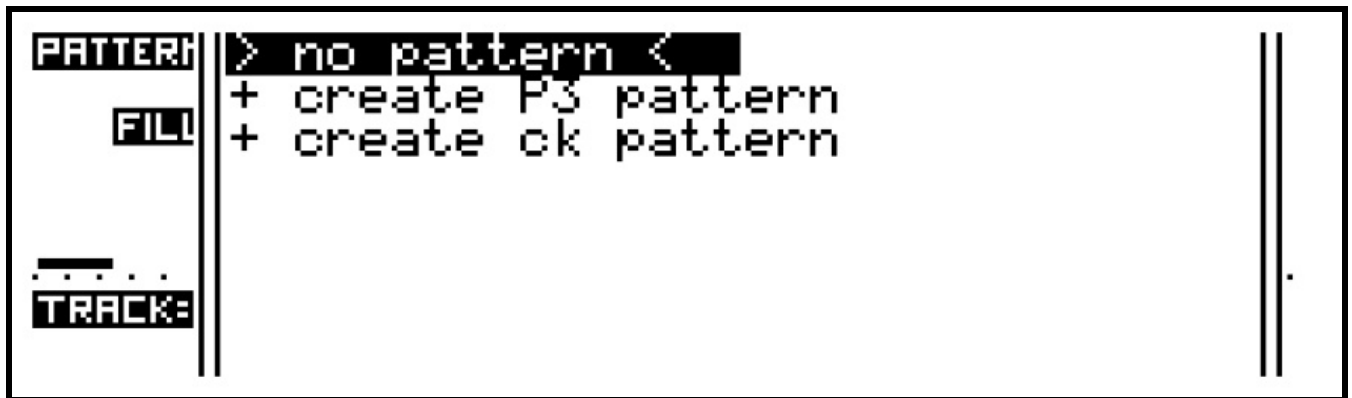 PATTERN
> no pattern <
+ create P3 pattern
FILL
+ create ck pattern
TRACK: